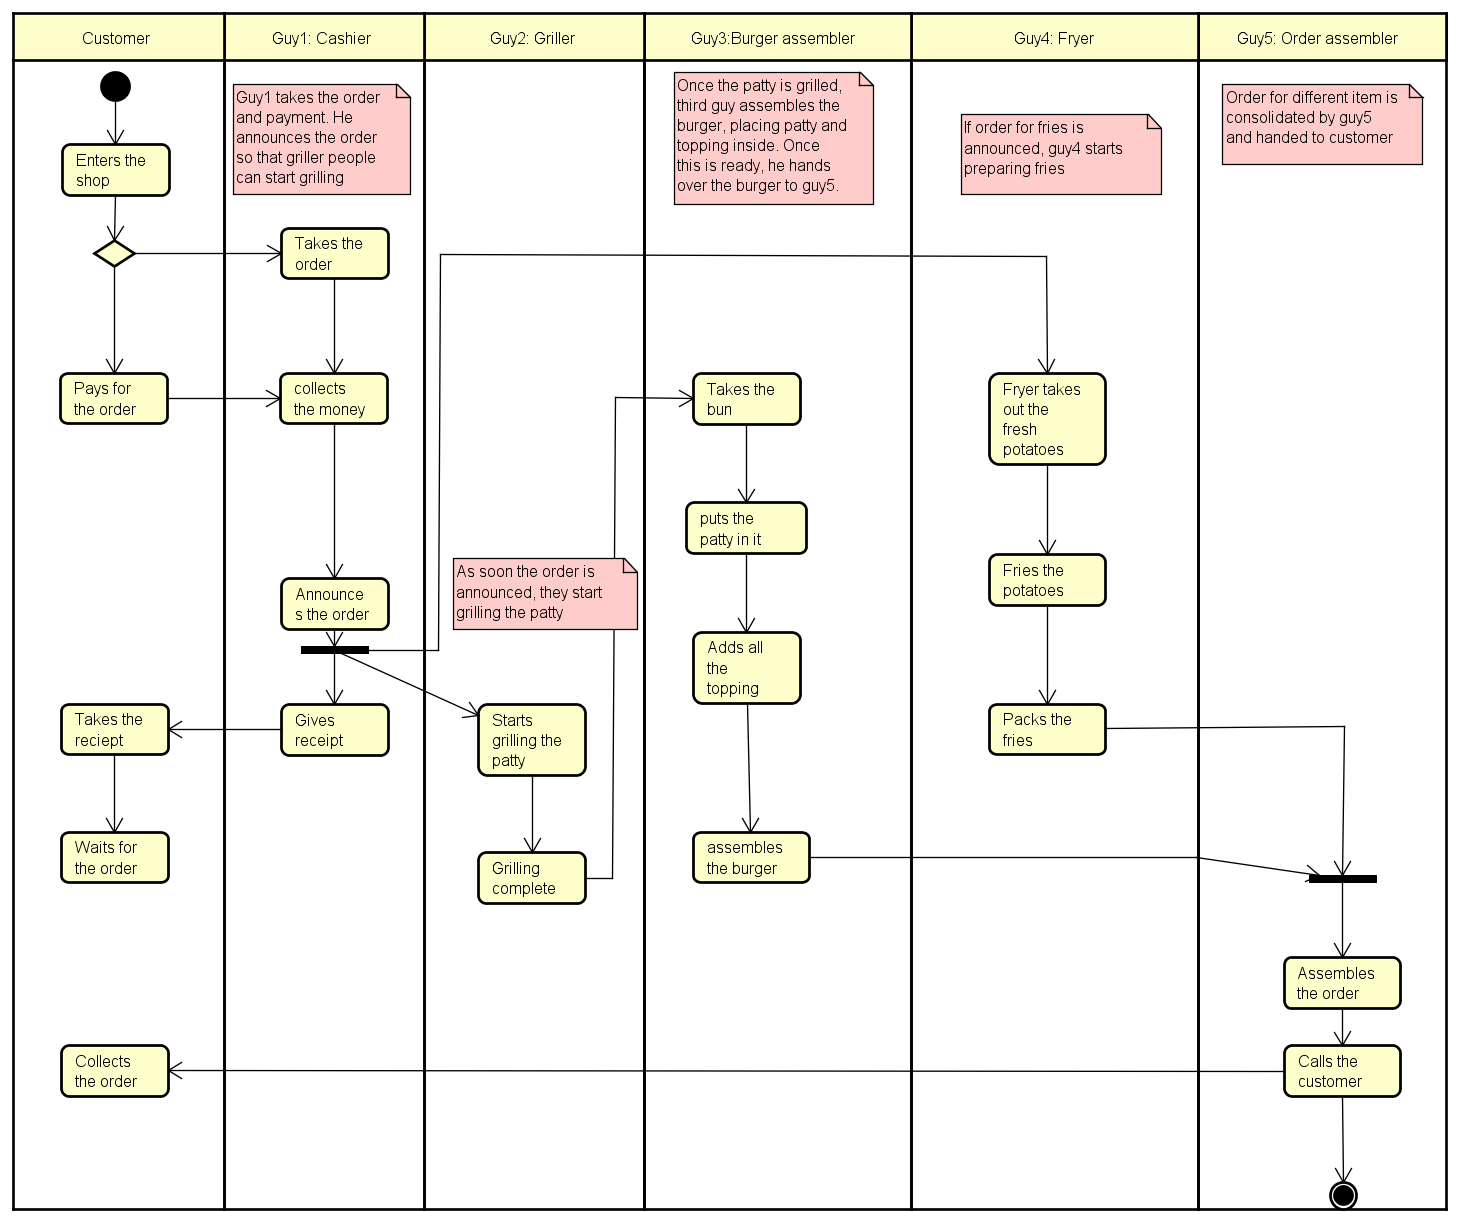 Customer
Guy1: Cashier
Guy2: Griller
Guy3:Burger assembler
Guy4: Fryer
Guy5: Order assembler
Guy1 takes the order
and payment. He
announces the order
so that griller people
can start grilling
Once the patty is grilled,
third guy assembles the
burger, placing patty and
topping inside. Once
this is ready, he hands
over the burger to guy5.
If order for fries is
announced, guy4 starts
preparing fries
Order for different item is
consolidated by guy5
and handed to customer
Enters the
shop
Takes the
order
Pays for
the order
collects
the money
Takes the
bun
Fryer takes
out the
fresh
potatoes
puts the
patty in it
As soon the order is
announced, they start
grilling the patty
Fries the
potatoes
Announce
s the order
Adds all
the
topping
Takes the
reciept
Gives
receipt
Starts
grilling the
patty
Packs the
fries
Waits for
the order
Grilling
complete
assembles
the burger
Assembles
the order
Collects
the order
Calls the
customer